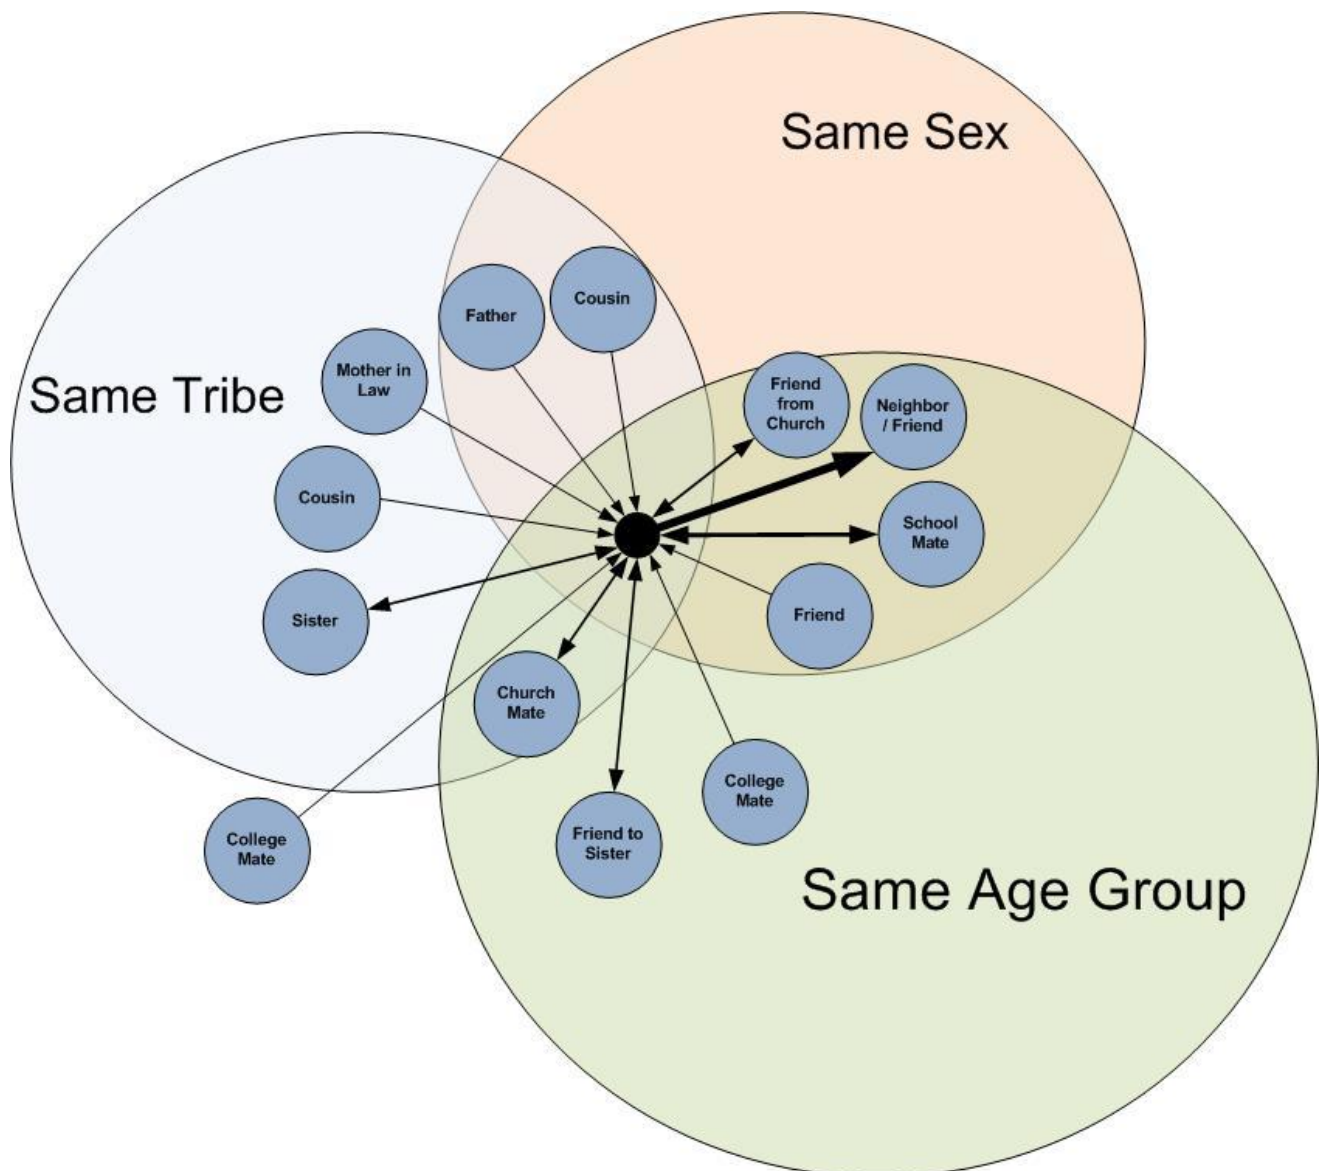 Same Sex
Same Tribe
Father
Cousin
Mother in
Law
Friend
from
Church
Neighbor
/ Friend
Cousin
School
Mate
Sister
Friend
Church
Mate
College
Mate
Friend to
Sister
College
Mate
Same Age Group